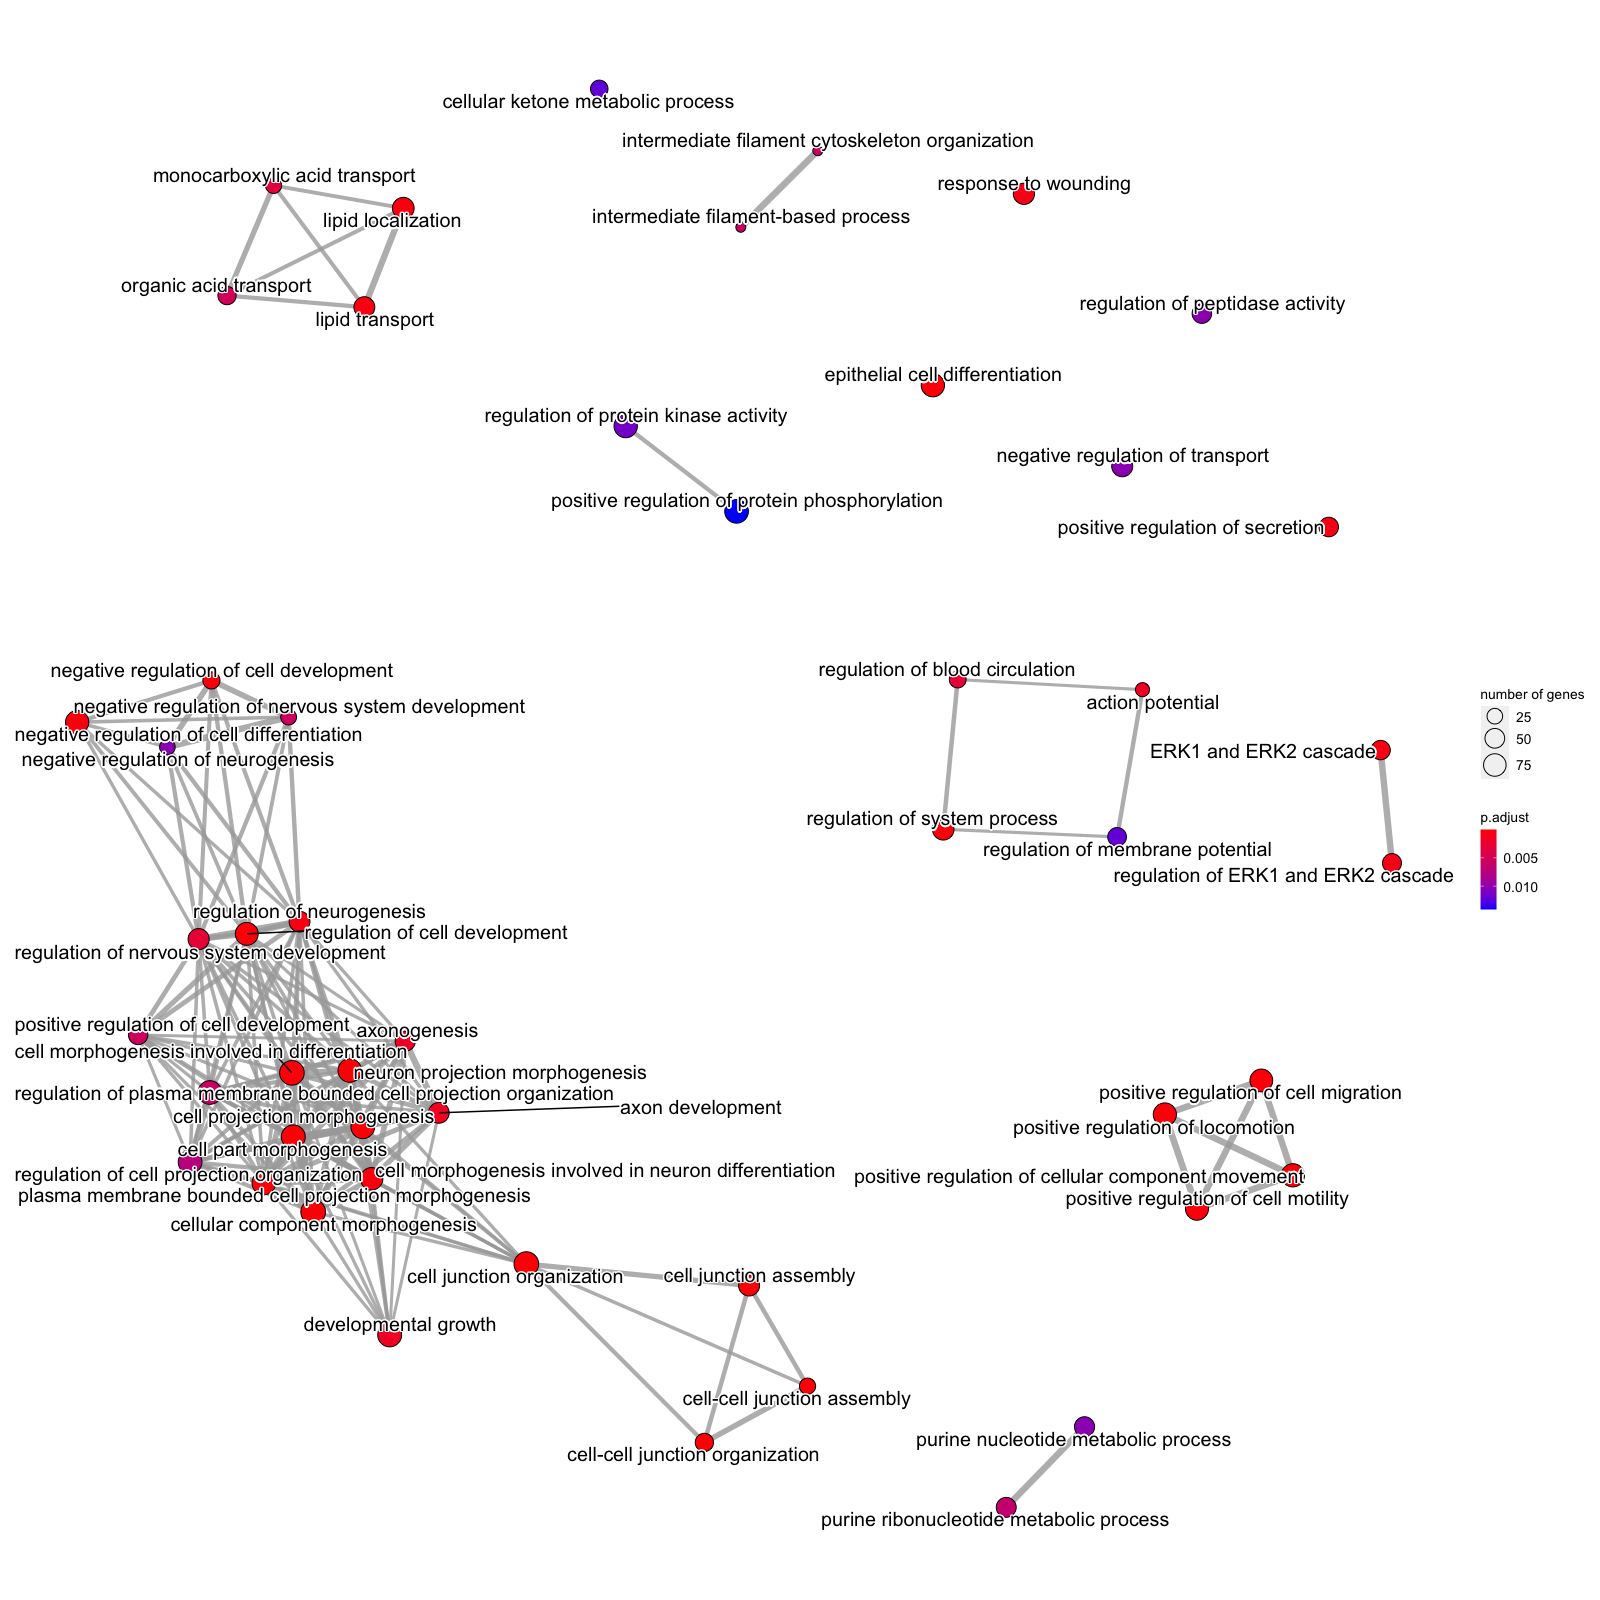 cellular ketone metabolic process
intermediate filament cytoskeleton organization
monocarboxylic acid transport
response to wounding
lipid localization
intermediate filament-based process
organic acid transport
regulation of peptidase activity
lipid transport
epithelial cell differentiation
regulation of protein kinase activity
negative regulation of transport
positive regulation of protein phosphorylation
positive regulation of secretion
negative regulation of cell development
regulation of blood circulation
number of genes
action potential
negative regulation of nervous system development
25
negative regulation of cell differentiation
50
ERK1 and ERK2 cascade
negative regulation of neurogenesis
75
regulation of system process
p.adjust
regulation of membrane potential
0.005
regulation of ERK1 and ERK2 cascade
0.010
regulation of neurogenesis
regulation of cell development
regulation of nervous system development
positive regulation of cell development
axonogenesis
cell morphogenesis involved in differentiation
neuron projection morphogenesis
regulation of plasma membrane bounded cell projection organization
positive regulation of cell migration
axon development
cell projection morphogenesis
positive regulation of locomotion
cell part morphogenesis
regulation of cell projection organization
cell morphogenesis involved in neuron differentiation
positive regulation of cellular component movement
plasma membrane bounded cell projection morphogenesis
positive regulation of cell motility
cellular component morphogenesis
cell junction organization
cell junction assembly
developmental growth
cell-cell junction assembly
cell-cell junction organization
purine nucleotide metabolic process
purine ribonucleotide metabolic process